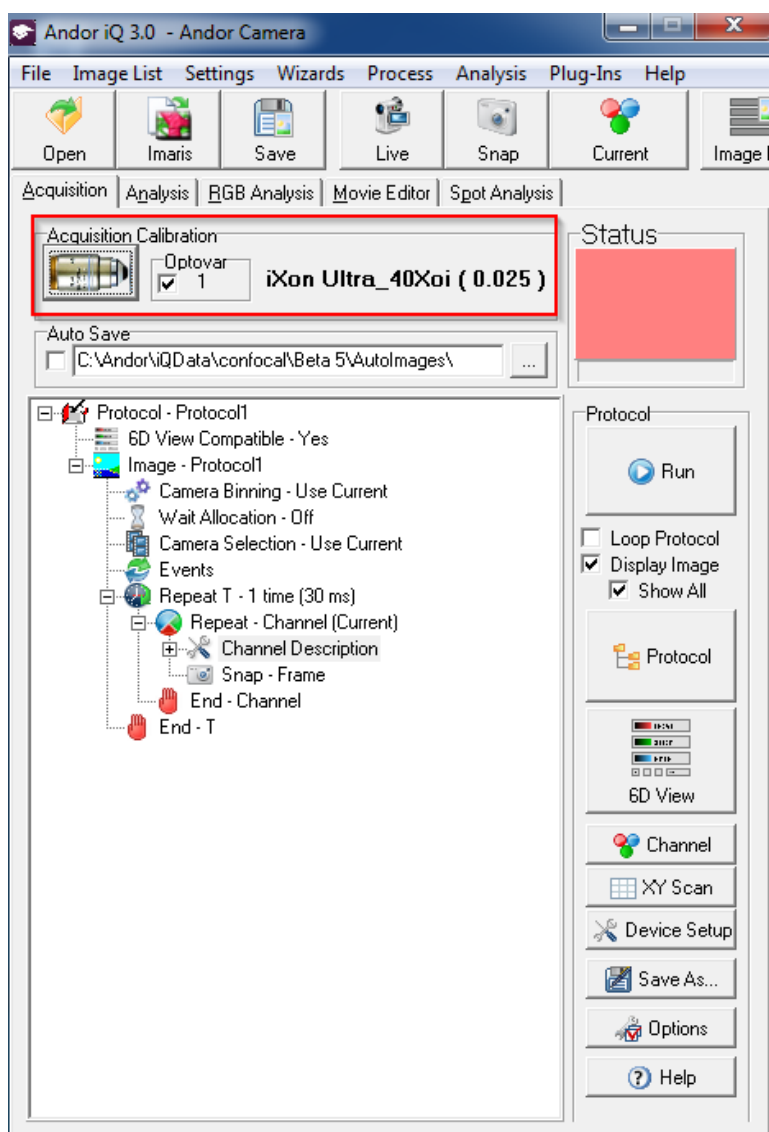 Andor iQ 3.0 - Andor Camera
File Image List Settings Wizards Process Analysis Plug-Ins Help
Open Imaris Save Live Snap Current Image
Acquisition Analysis RGB Analysis Movie Editor Spot Analysis
Acquisition Calibration
Optovar
1
iXon Ultra_40Xoi ( 0.025 )
Status
Auto Save
C:\Andor\iQData\confocal\Beta 5\AutoImages\
...
Protocol - Protocol1
6D View Compatible - Yes
Image - Protocol1
Camera Binning - Use Current
Wait Allocation - Off
Camera Selection - Use Current
Events
Repeat T - 1 time (30 ms)
Repeat - Channel (Current)
Channel Description
Snap - Frame
End - Channel
End - T
Protocol
Run
Loop Protocol
Display Image
Show All
Protocol
6D View
Channel
XY Scan
Device Setup
Save As...
Options
Help